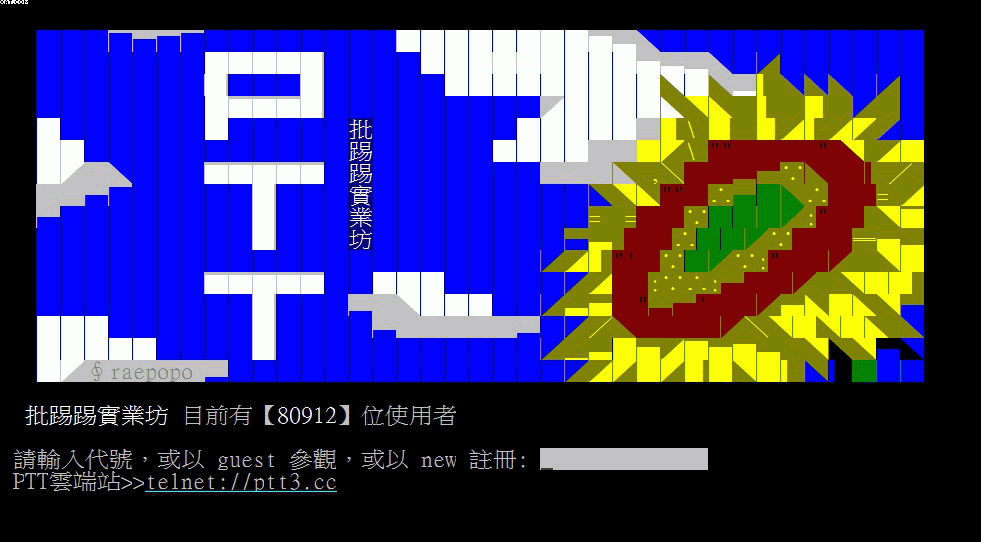 PTT
批踢踢實業坊
∮ raepopo
批踢踢實業坊 目前有【80912】位使用者
請輸入代號，或以 guest 參觀，或以 new 註冊:
PTT雲端站>>telnet://ptt3.cc